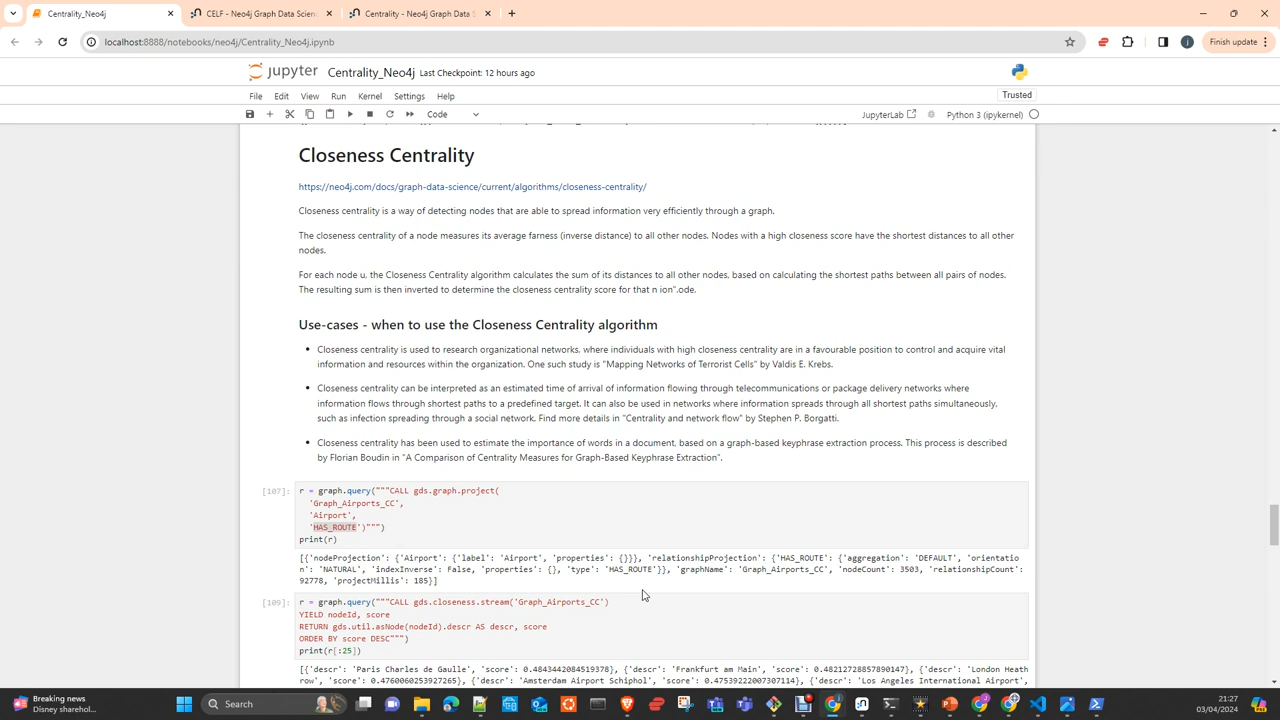 Centrality_Neo4j
CELF - Neo4j Graph Data Scien
Centrality - Neo4j Graph Data S
localhost:8888/notebooks/neo4j/Centrality_Neo4j.ipynb
Finish update
jupyter Centrality_Neo4j Last Checkpoint: 12 hours ago
File Edit View Run Kernel Settings Help
Trusted
Code
JupyterLab
Python 3 (ipykernel)
Closeness Centrality
https://neo4j.com/docs/graph-data-science/current/algorithms/closeness-centrality/
Closeness centrality is a way of detecting nodes that are able to spread information very efficiently through a graph.
The closeness centrality of a node measures its average farness (inverse distance) to all other nodes. Nodes with a high closeness score have the shortest distances to all other
nodes.
For each node u, the Closeness Centrality algorithm calculates the sum of its distances to all other nodes, based on calculating the shortest paths between all pairs of nodes.
The resulting sum is then inverted to determine the closeness centrality score for that n ion".ode.
Use-cases - when to use the Closeness Centrality algorithm
• Closeness centrality is used to research organizational networks, where individuals with high closeness centrality are in a favourable position to control and acquire vital
information and resources within the organization. One such study is "Mapping Networks of Terrorist Cells" by Valdis E. Krebs.
• Closeness centrality can be interpreted as an estimated time of arrival of information flowing through telecommunications or package delivery networks where
information flows through shortest paths to a predefined target. It can also be used in networks where information spreads through all shortest paths simultaneously,
such as infection spreading through a social network. Find more details in "Centrality and network flow" by Stephen P. Borgatti.
• Closeness centrality has been used to estimate the importance of words in a document, based on a graph-based keyphrase extraction process. This process is described
by Florian Boudin in "A Comparison of Centrality Measures for Graph-Based Keyphrase Extraction".
[107]: r = graph.query("""CALL gds.graph.project(
'Graph_Airports_CC',
'Airport',
'HAS_ROUTE')""")
print(r)
[{'nodeProjection': {'Airport': {'label': 'Airport', 'properties': {}}}, 'relationshipProjection': {'HAS_ROUTE': {'aggregation': 'DEFAULT', 'orientatio
n': 'NATURAL', 'indexInverse': False, 'properties': {}, 'type': 'HAS_ROUTE'}}, 'graphName': 'Graph_Airports_CC', 'nodeCount': 3503, 'relationshipCount':
92778, 'projectMillis': 185}]
[109]: r = graph.query("""CALL gds.closeness.stream('Graph_Airports_CC')
YIELD nodeId, score
RETURN gds.util.asNode(nodeId).descr AS descr, score
ORDER BY score DESC""")
print(r[:25])
[{'descr': 'Paris Charles de Gaulle', 'score': 0.4843442084519378}, {'descr': 'Frankfurt am Main', 'score': 0.48212728857890147}, {'descr': 'London Heath
row', 'score': 0.4760060253927265}, {'descr': 'Amsterdam Airport Schiphol', 'score': 0.47539222007307114}, {'descr': 'Los Angeles International Airport',
Breaking news
Disney sharehol...
Search
21:27
03/04/2024